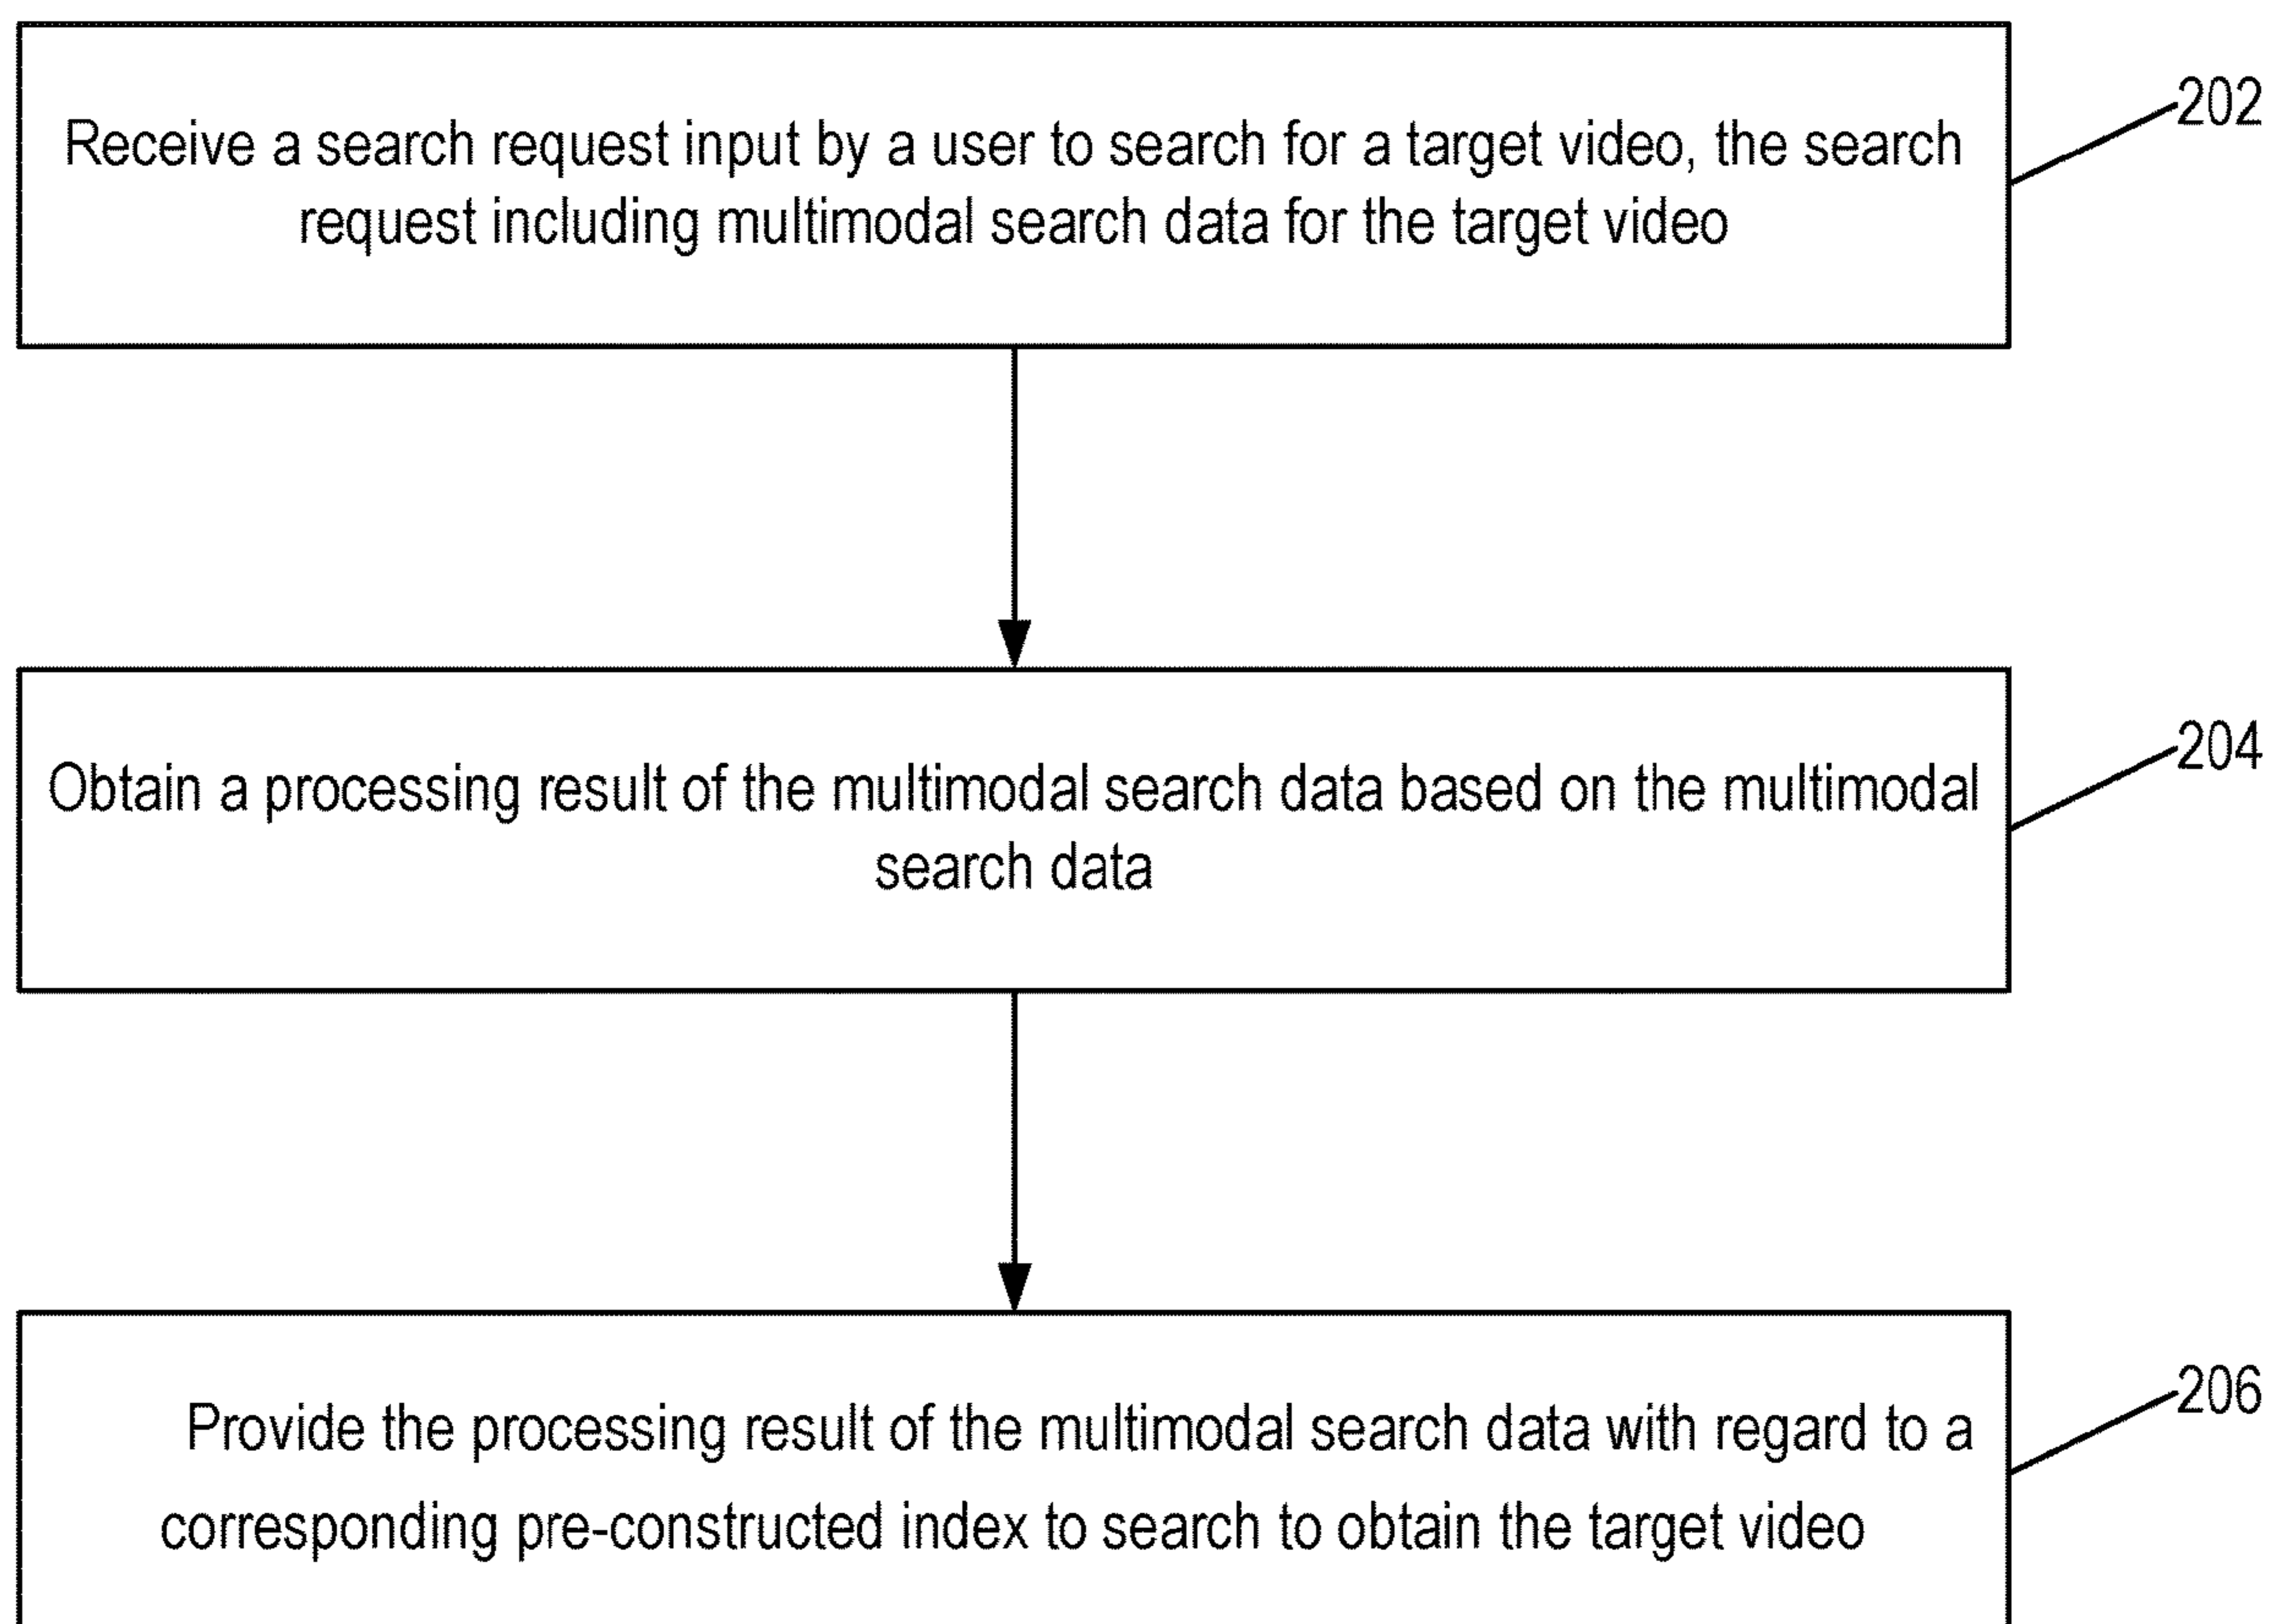 Receive a search request input by a user to search for a target video, the search
request including multimodal search data for the target video
202
Obtain a processing result of the multimodal search data based on the multimodal
search data
204
Provide the processing result of the multimodal search data with regard to a
corresponding pre-constructed index to search to obtain the target video
206